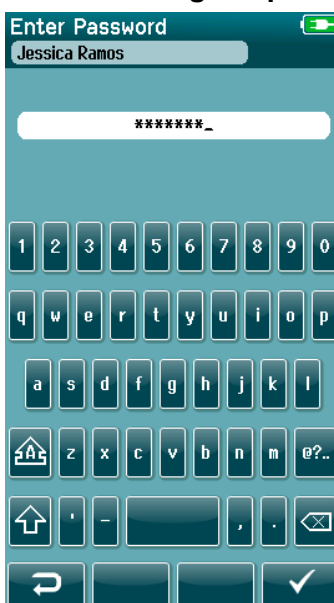 Enter Password
Jessica Ramos
*******_
1 2 3 4 5 6 7 8 9 0
q w e r t y u i o p
a s d f g h j k l
A z x c v b n m @?..
' - , .